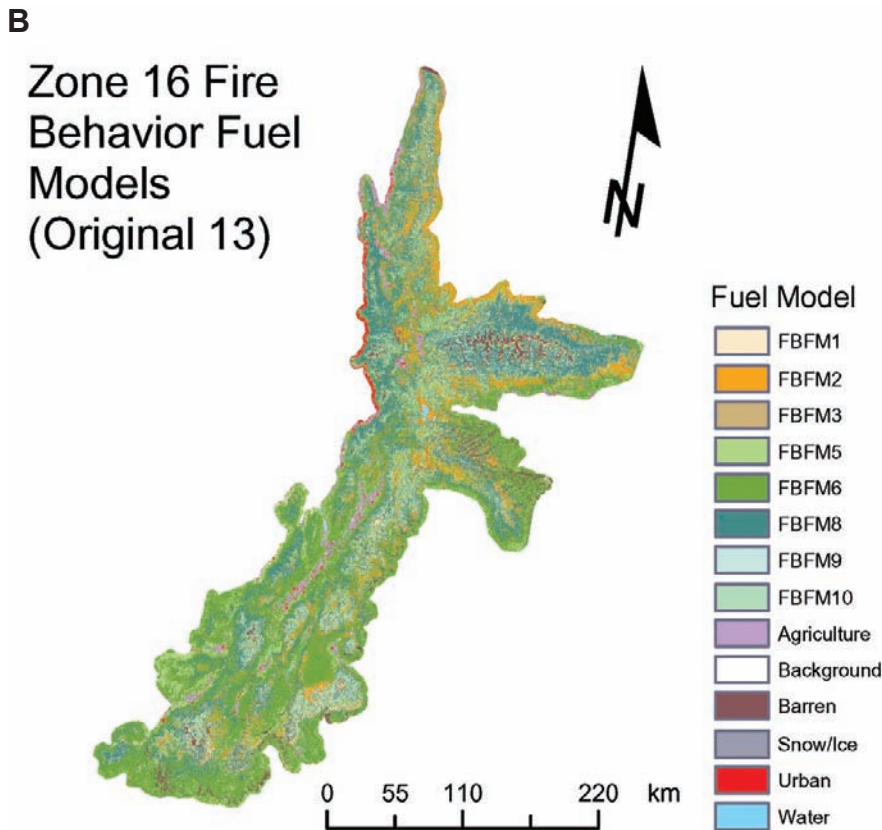 B
Zone 16 Fire
Behavior Fuel
Models
(Original 13)
N
Fuel Model
FBFM1
FBFM2
FBFM3
FBFM5
FBFM6
FBFM8
FBFM9
FBFM10
Agriculture
Background
Barren
Snow/Ice
Urban
Water
0 55 110 220 km